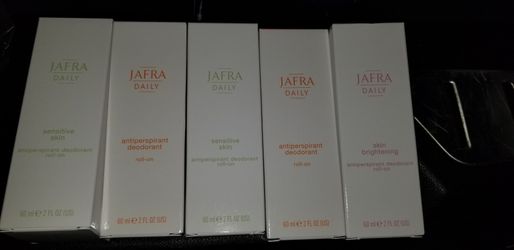 JAFRA
DAILY
sensitive
skin
antiperspirant deodorant
roll-on
60 ml e 2 FL OZ (US)
JAFRA
DAILY
antiperspirant
deodorant
roll-on
60 ml e 2 FL OZ (US)
JAFRA
DAILY
sensitive
skin
antiperspirant deodorant
roll-on
60 ml e 2 FL OZ (US)
JAFRA
DAILY
antiperspirant
deodorant
roll-on
60 ml e 2 FL OZ (US)
JAFRA
DAILY
skin
brightening
antiperspirant deodorant
roll-on
60 ml e 2 FL OZ (US)